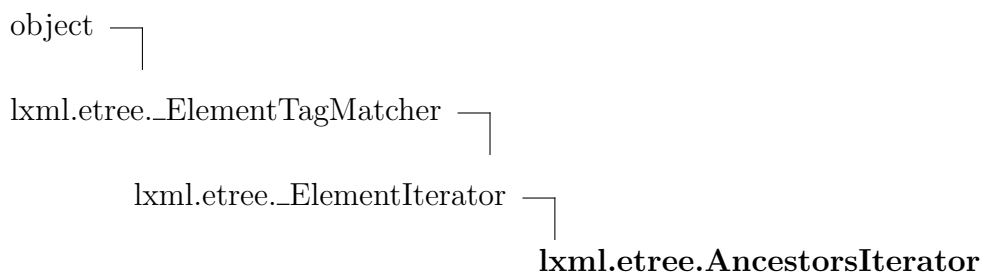 object
lxml.etree._ElementTagMatcher
lxml.etree._ElementIterator
lxml.etree.AncestorsIterator